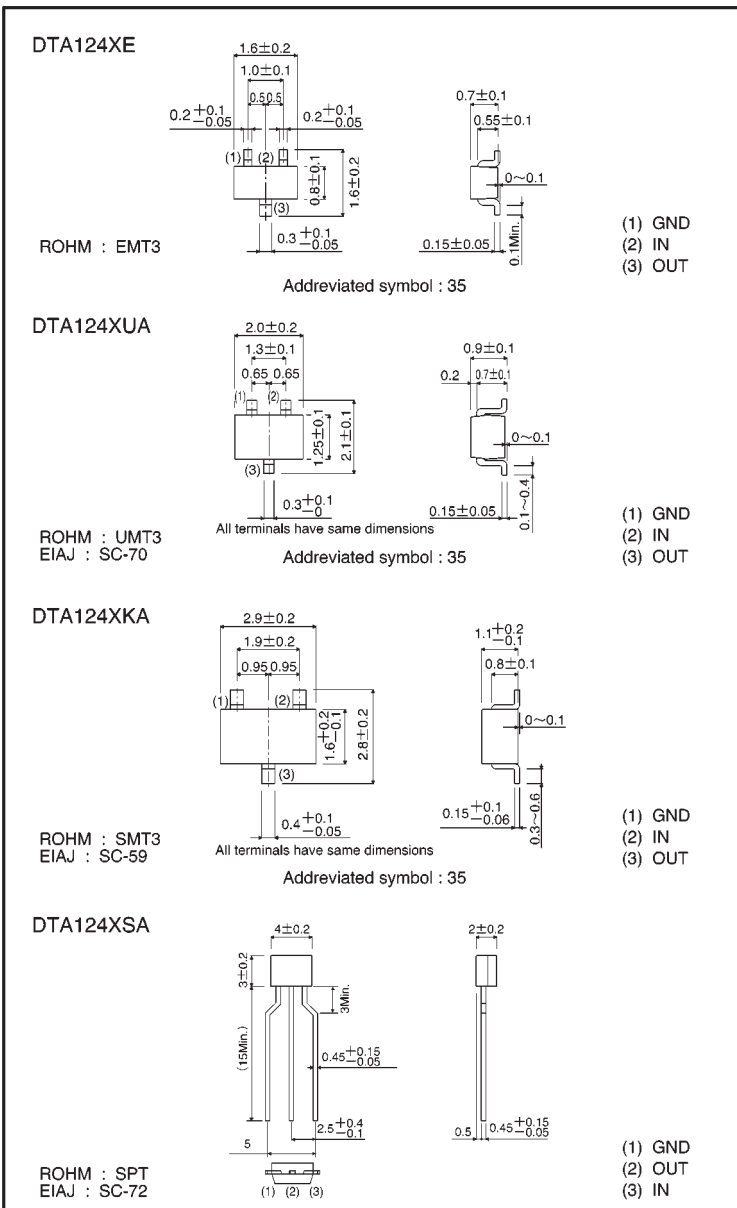 DTA124XE
1.6±0.2
1.0±0.1
0.5 0.5
0.2 +0.1 −0.05
0.2 +0.1 −0.05
(1) (2)
0.8±0.1
1.6±0.2
(3)
0.3 +0.1 −0.05
0.7±0.1
0.55±0.1
0~0.1
0.15±0.05
0.1Min.
ROHM : EMT3
(1) GND
(2) IN
(3) OUT
Addreviated symbol : 35
DTA124XUA
2.0±0.2
1.3±0.1
0.65 0.65
(1) (2)
1.25±0.1
2.1±0.1
(3)
0.3 +0.1 −0
0.9±0.1
0.2 0.7±0.1
0~0.1
0.15±0.05
0.1~0.4
All terminals have same dimensions
ROHM : UMT3
EIAJ : SC-70
Addreviated symbol : 35
(1) GND
(2) IN
(3) OUT
DTA124XKA
2.9±0.2
1.9±0.2
0.95 0.95
(1) (2)
1.6 +0.2 −0.1
2.8±0.2
(3)
0.4 +0.1 −0.05
1.1 +0.2 −0.1
0.8±0.1
0~0.1
0.15 +0.1 −0.06
0.3~0.6
All terminals have same dimensions
ROHM : SMT3
EIAJ : SC-59
Addreviated symbol : 35
(1) GND
(2) IN
(3) OUT
DTA124XSA
4±0.2
3±0.2
3Min.
(15Min.)
0.45 +0.15 −0.05
2.5 +0.4 −0.1
5
(1) (2) (3)
2±0.2
0.5
0.45 +0.15 −0.05
ROHM : SPT
EIAJ : SC-72
(1) GND
(2) OUT
(3) IN